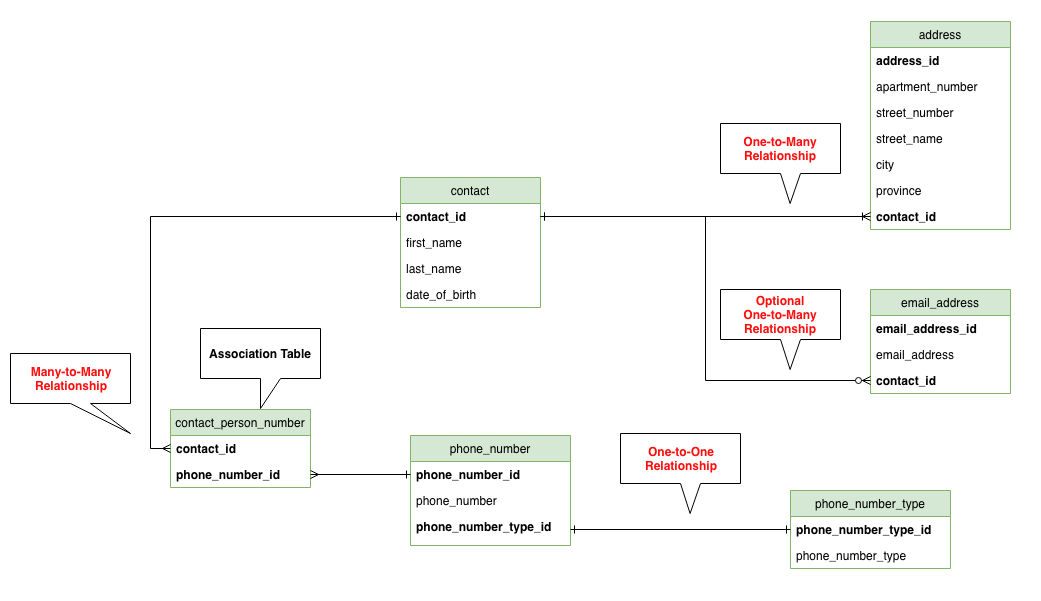 address
address_id
apartment_number
street_number
street_name
city
province
contact_id
One-to-Many
Relationship
contact
contact_id
first_name
last_name
date_of_birth
Optional
One-to-Many
Relationship
email_address
email_address_id
email_address
contact_id
Association Table
Many-to-Many
Relationship
contact_person_number
contact_id
phone_number_id
phone_number
phone_number_id
phone_number
phone_number_type_id
One-to-One
Relationship
phone_number_type
phone_number_type_id
phone_number_type